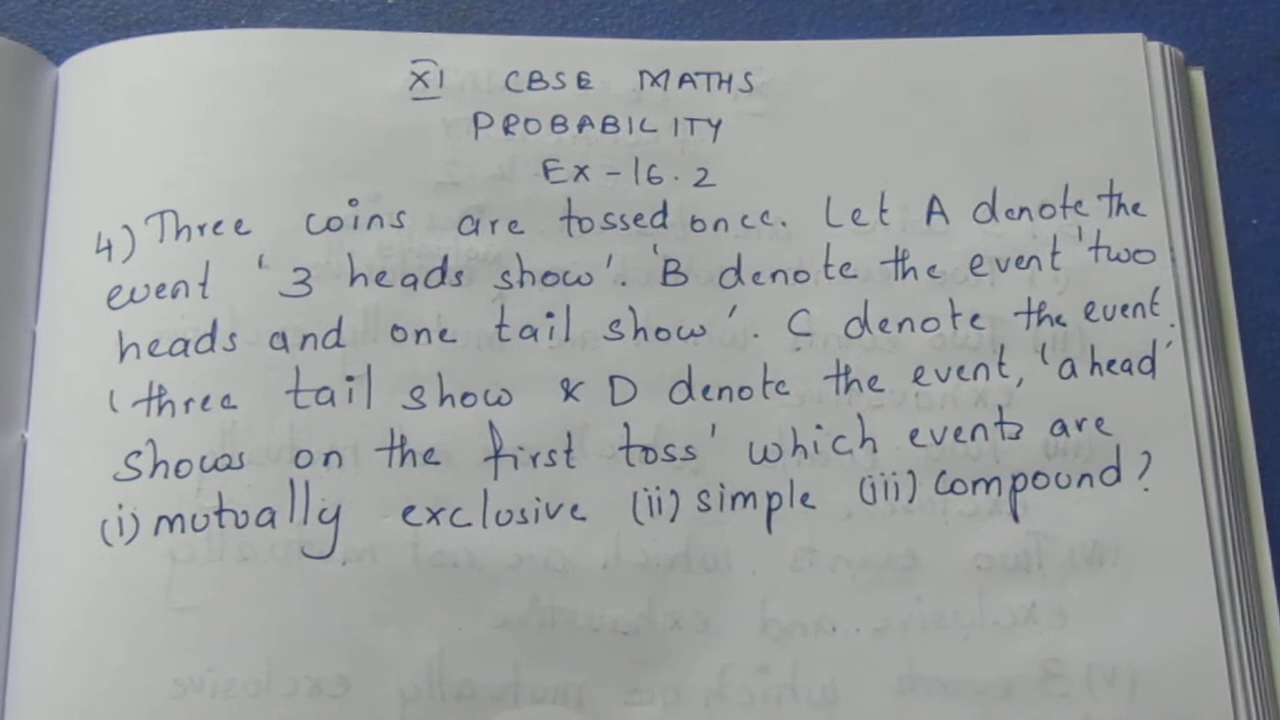 XI CBSE MATHS
PROBABILITY
Ex - 16.2
4) Three coins are tossed once. Let A denote the
event ' 3 heads show'. 'B denote the event 'two
heads and one tail show'. C denote the event
'three tail show & D denote the event, 'a head'
shows on the first toss' which events are
(i) mutually exclusive (ii) simple (iii) compound?